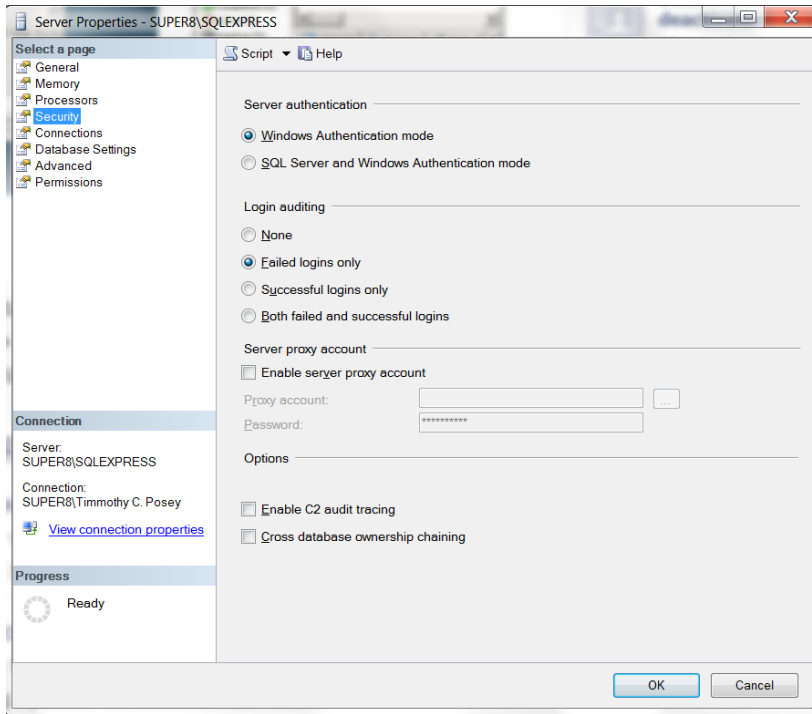 Server Properties - SUPER8\SQLEXPRESS
Select a page
General
Memory
Processors
Security
Connections
Database Settings
Advanced
Permissions
Connection
Server:
SUPER8\SQLEXPRESS
Connection:
SUPER8\Timmothy C. Posey
View connection properties
Progress
Ready
Script Help
Server authentication
Windows Authentication mode
SQL Server and Windows Authentication mode
Login auditing
None
Failed logins only
Successful logins only
Both failed and successful logins
Server proxy account
Enable server proxy account
Proxy account:
...
Password:
**********
Options
Enable C2 audit tracing
Cross database ownership chaining
OK Cancel